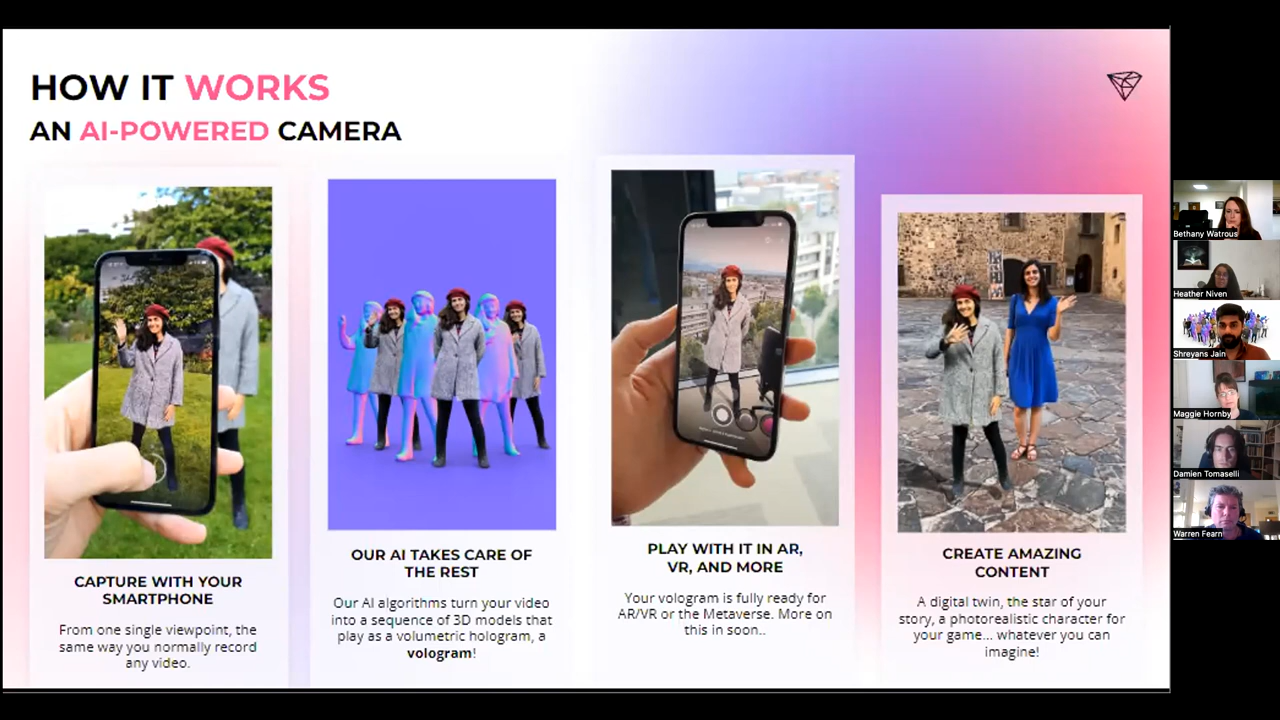 HOW IT WORKS
AN AI-POWERED CAMERA
CAPTURE WITH YOUR
SMARTPHONE
From one single viewpoint, the
same way you normally record
any video.
OUR AI TAKES CARE OF
THE REST
Our AI algorithms turn your video
into a sequence of 3D models that
play as a volumetric hologram, a
vologram!
PLAY WITH IT IN AR,
VR, AND MORE
Your vologram is fully ready for
AR/VR or the Metaverse. More on
this in soon..
CREATE AMAZING
CONTENT
A digital twin, the star of your
story, a photorealistic character for
your game... whatever you can
imagine!
Bethany Watrous
Heather Niven
Shreyans Jain
Maggie Hornby
Damien Tomaselli
Warren Fearn